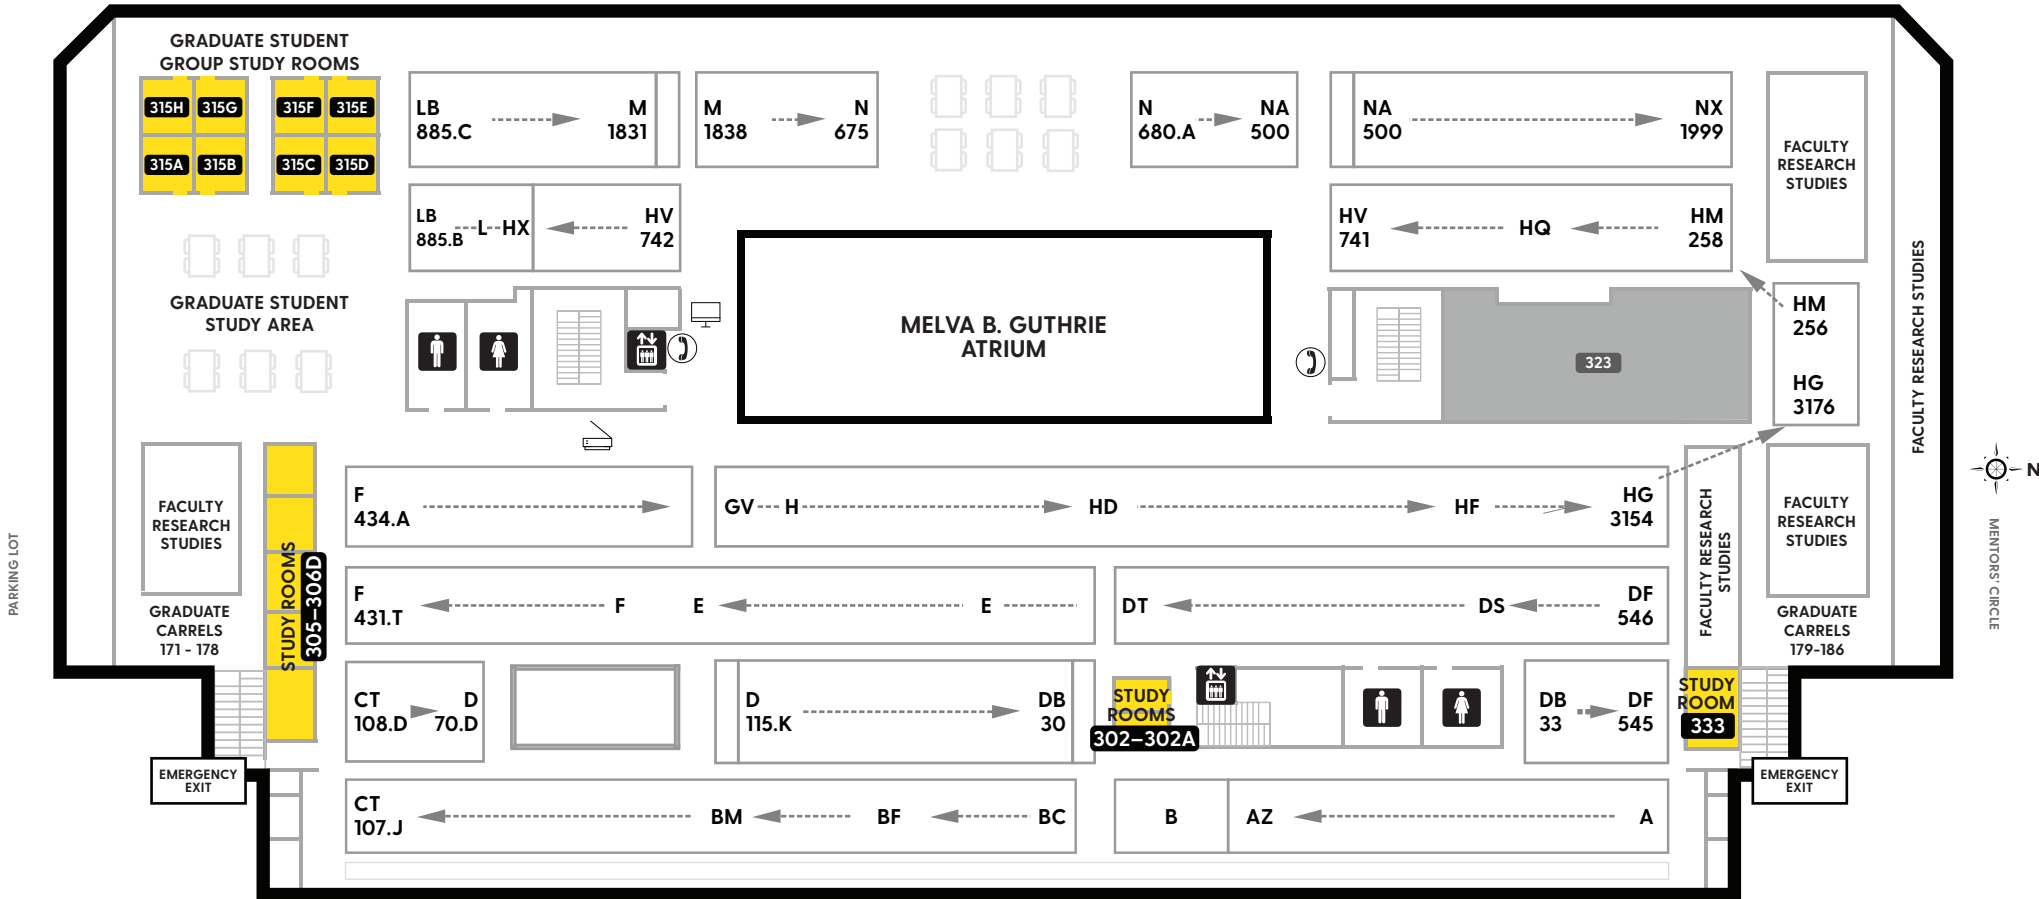 GRADUATE STUDENT
GROUP STUDY ROOMS
315H
315G
315F
315E
315A
315B
315C
315D
LB
885.C
M
1831
M
1838
N
675
N
680.A
NA
500
NA
500
NX
1999
FACULTY
RESEARCH
STUDIES
LB
885.B
L
HX
HV
742
HV
741
HQ
HM
258
GRADUATE STUDENT
STUDY AREA
MELVA B. GUTHRIE
ATRIUM
323
HM
256
HG
3176
FACULTY RESEARCH STUDIES
N
MENTORS' CIRCLE
PARKING LOT
FACULTY
RESEARCH
STUDIES
GRADUATE
CARRELS
171 - 178
STUDY ROOMS
305–306D
F
434.A
GV
H
HD
HF
HG
3154
FACULTY RESEARCH
STUDIES
FACULTY
RESEARCH
STUDIES
GRADUATE
CARRELS
179-186
F
431.T
F
E
E
DT
DS
DF
546
CT
108.D
D
70.D
D
115.K
DB
30
STUDY
ROOMS
302–302A
DB
33
DF
545
STUDY
ROOM
333
EMERGENCY
EXIT
EMERGENCY
EXIT
CT
107.J
BM
BF
BC
B
AZ
A